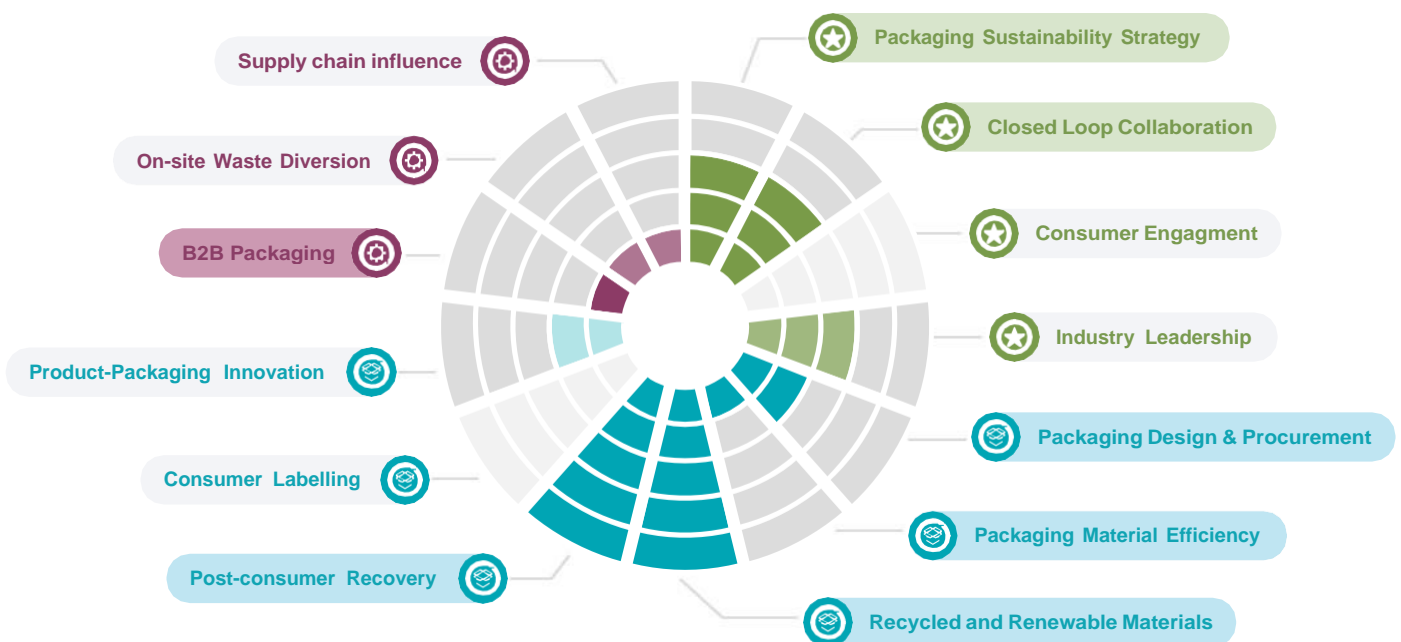 Packaging Sustainability Strategy
Supply chain influence
Closed Loop Collaboration
On-site Waste Diversion
Consumer Engagment
B2B Packaging
Industry Leadership
Product-Packaging Innovation
Packaging Design & Procurement
Consumer Labelling
Packaging Material Efficiency
Post-consumer Recovery
Recycled and Renewable Materials